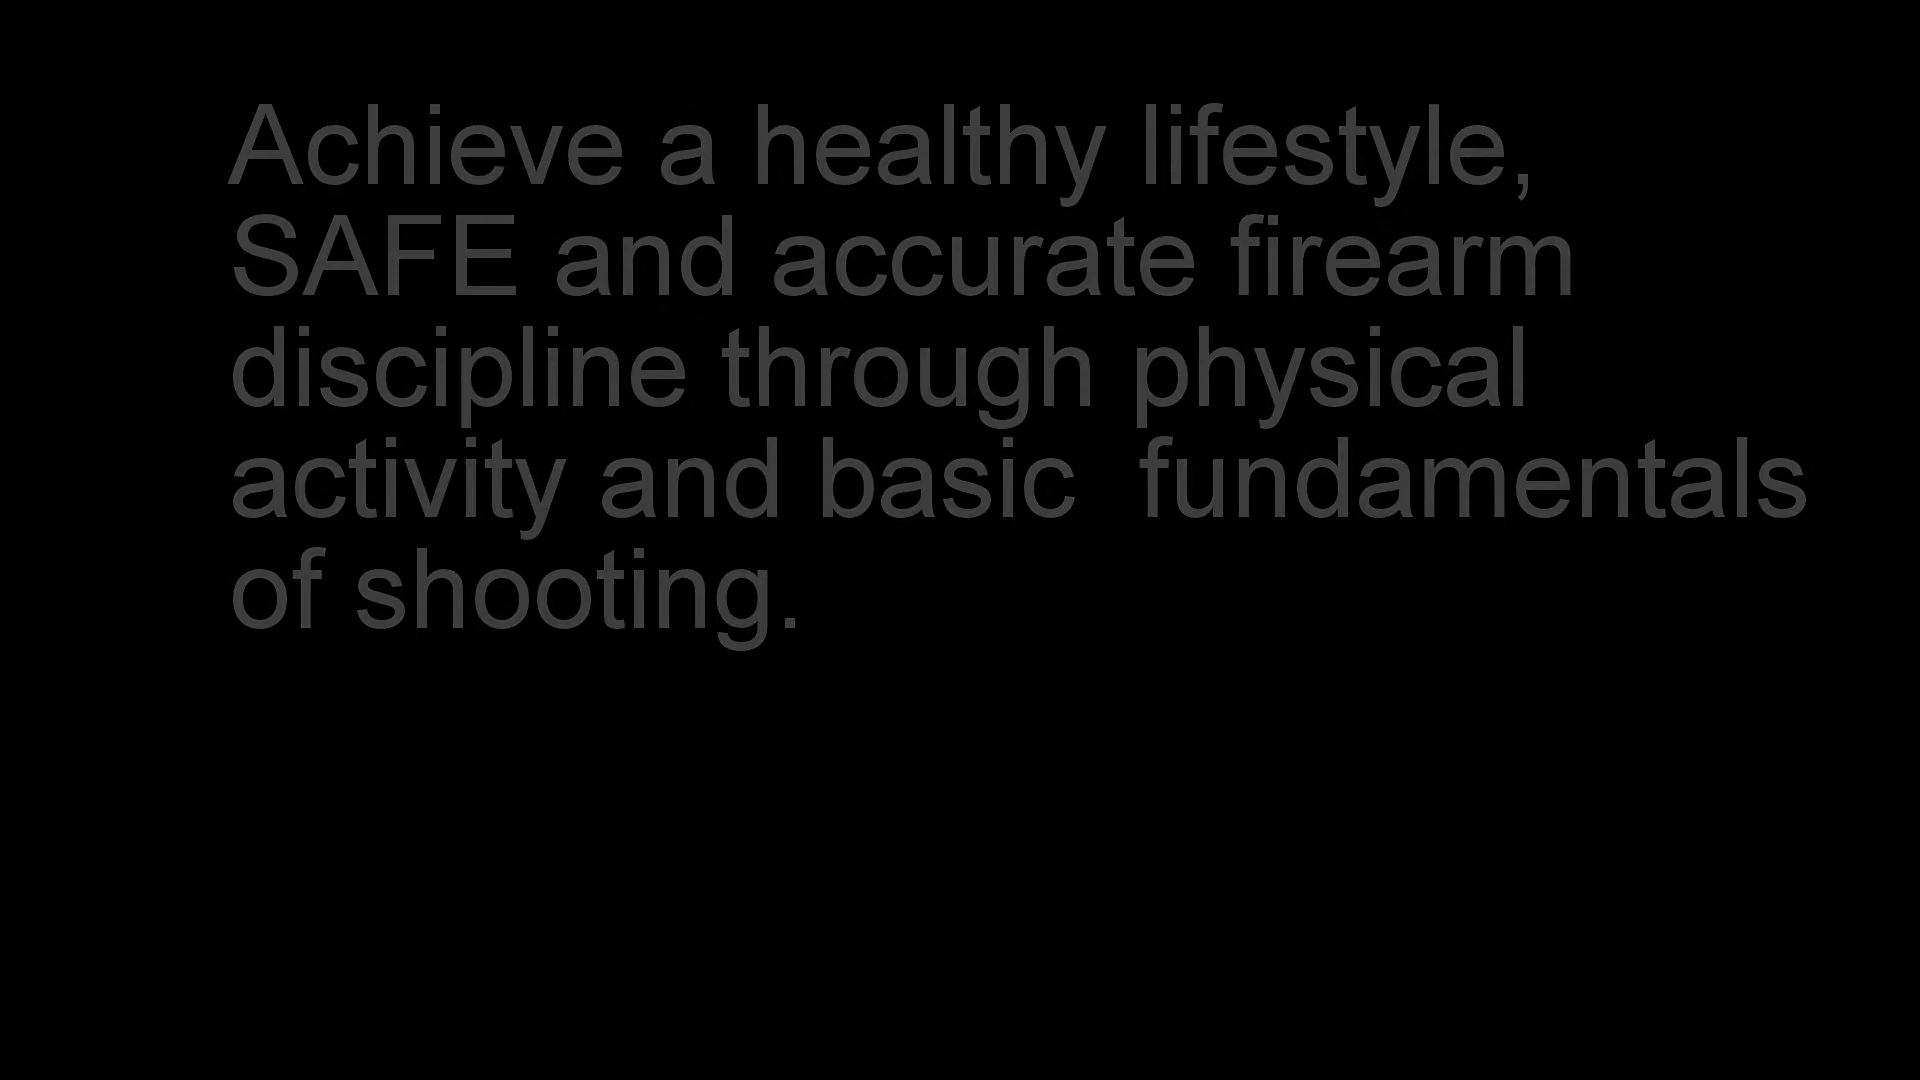 Achieve a healthy lifestyle,
SAFE and accurate firearm
discipline through physical
activity and basic  fundamentals
of shooting.